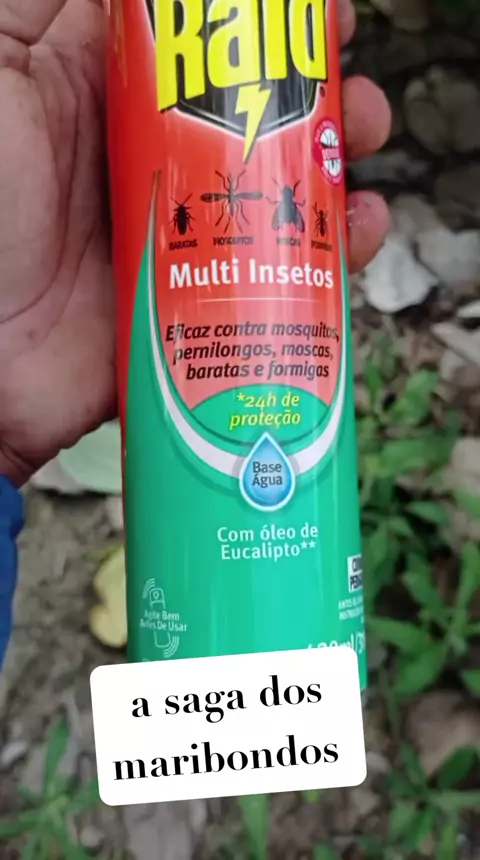 Raid
BARATAS MOSQUITOS MOSCAS FORMIGAS
Multi Insetos
Eficaz contra mosquitos,
pernilongos, moscas,
baratas e formigas
*24h de
proteção
Base
Água
Com óleo de
Eucalipto**
Agite Bem
Antes De Usar
a saga dos
maribondos